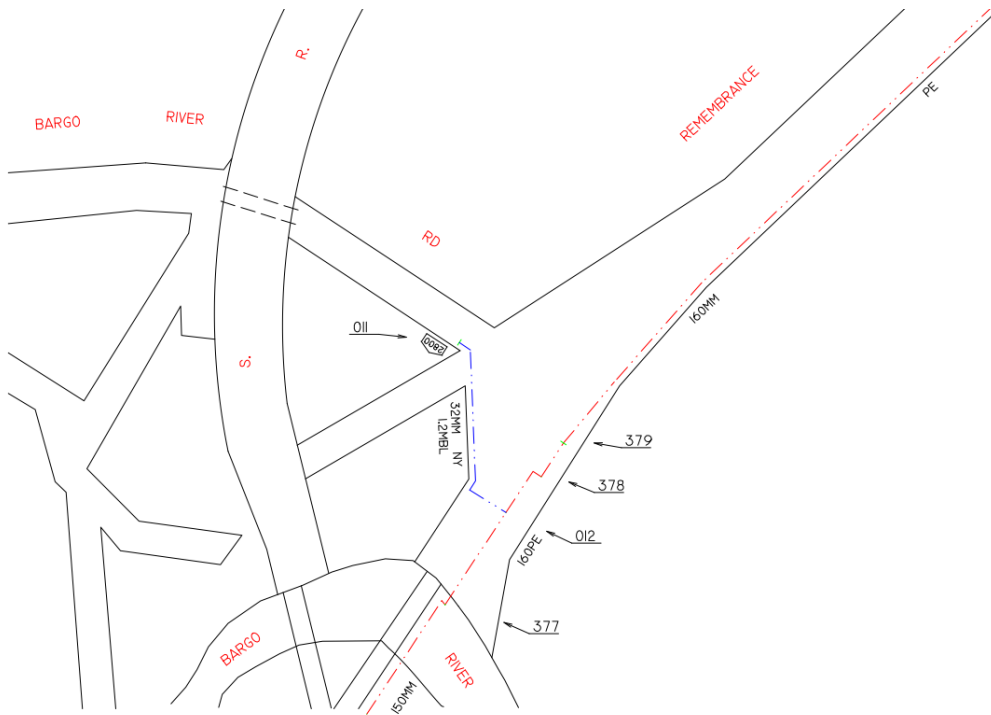 R.
REMEMBRANCE
PE
BARGO
RIVER
RD
160MM
011
2800
S.
32MM NY
1.2MBL
379
378
012
160PE
377
BARGO
RIVER
150MM